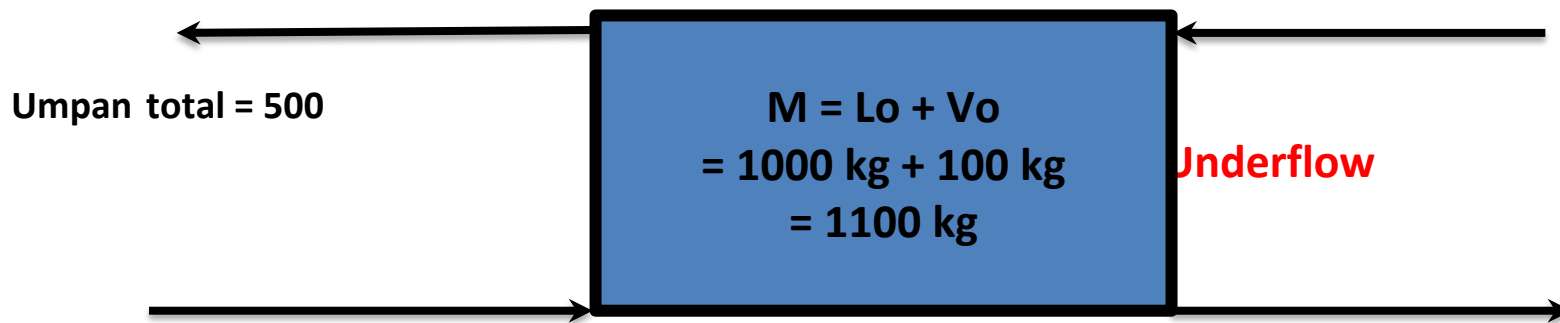 Umpan total = 500
M = Lo + Vo
= 1000 kg + 100 kg
= 1100 kg
Underflow